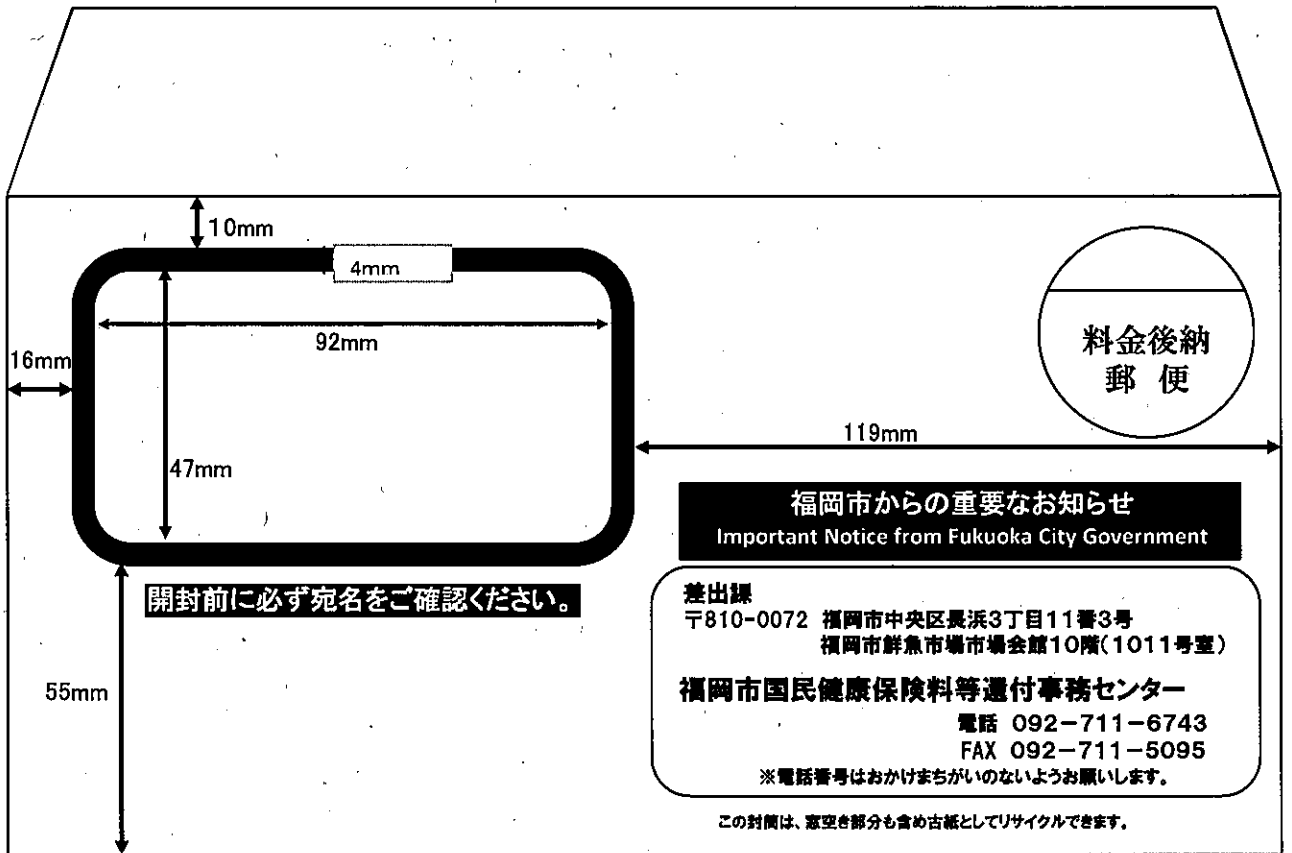 10mm
4mm
92mm
16mm
47mm
料金後納
郵 便
119mm
福岡市からの重要なお知らせ
Important Notice from Fukuoka City Government
開封前に必ず宛名をご確認ください。
差出課
〒810-0072 福岡市中央区長浜3丁目11番3号
福岡市鮮魚市場市場会館10階(1011号室)
福岡市国民健康保険料等還付事務センター
電話 092-711-6743
FAX 092-711-5095
※電話番号はおかけまちがいのないようお願いします。
55mm
この封筒は、窓空き部分も含め古紙としてリサイクルできます。